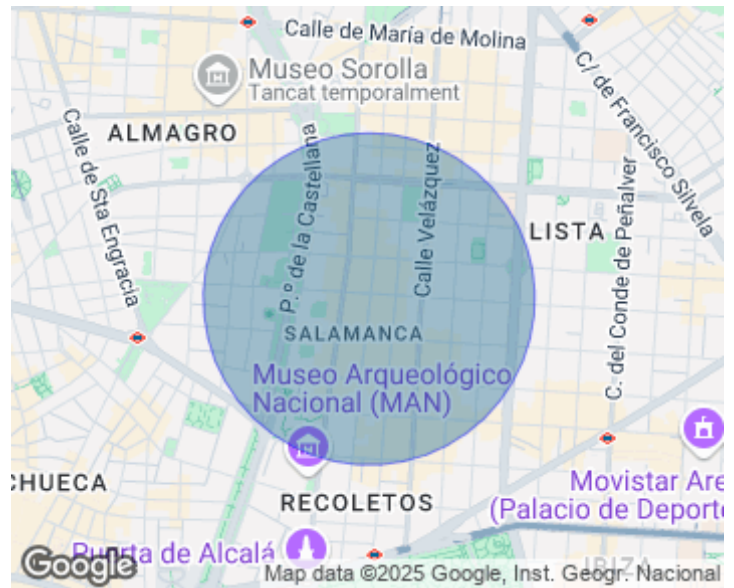 Calle de María de Molina
Museo Sorolla
Tancat temporalment
C/ de Francisco Silvela
ALMAGRO
Calle de Sta Engracia
P.º de la Castellana
Calle Velázquez
LISTA
C. del Conde de Peñalver
SALAMANCA
Museo Arqueológico
Nacional (MAN)
CHUECA
RECOLETOS
Movistar Are
(Palacio de Deporte
Puerta de Alcalá
IBIZA
Google
Map data ©2025 Google, Inst. Geogr. Nacional